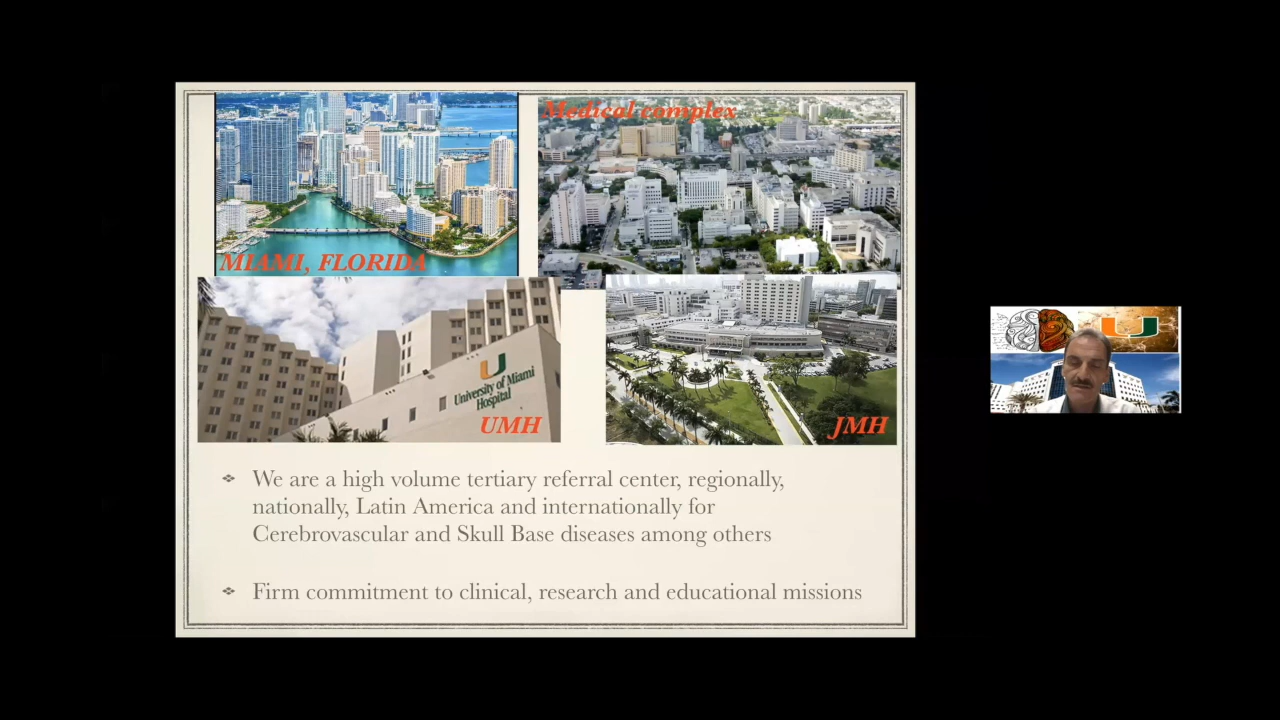 Medical complex
MIAMI, FLORIDA
University of Miami
Hospital
UMH
JMH
We are a high volume tertiary referral center, regionally,
nationally, Latin America and internationally for
Cerebrovascular and Skull Base diseases among others
Firm commitment to clinical, research and educational missions